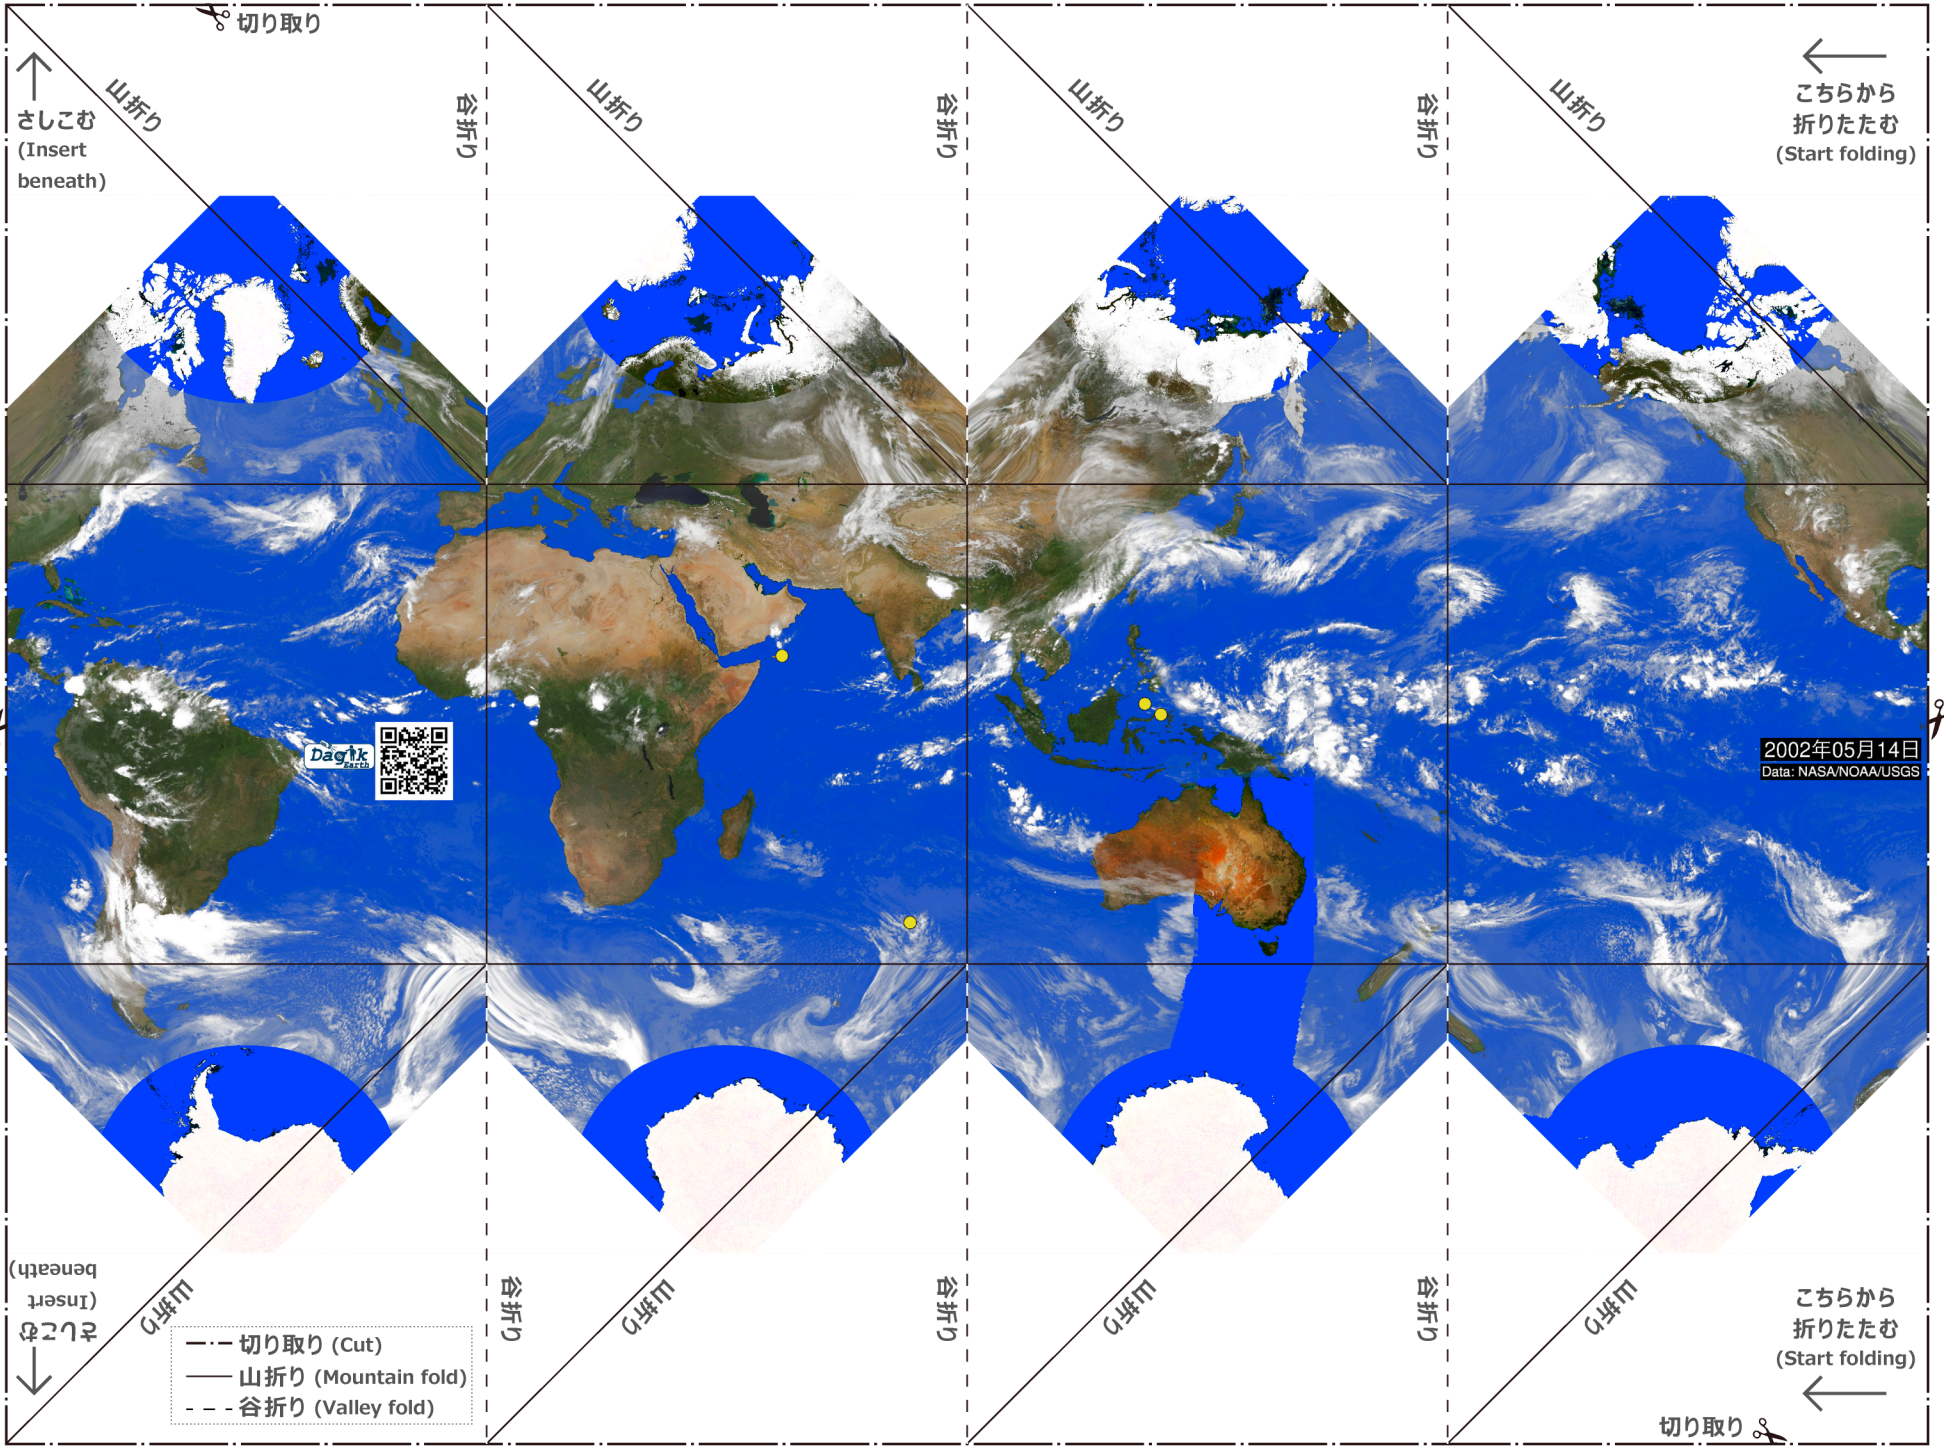 切り取り
さしこむ
(Insert
beneath)
山折り
谷折り
山折り
谷折り
山折り
谷折り
山折り
こちらから
折りたたむ
(Start folding)
Dagik
Earth
2002年05月14日
Data: NASA/NOAA/USGS
さしこむ
(Insert
beneath)
山折り
谷折り
山折り
谷折り
山折り
谷折り
山折り
こちらから
折りたたむ
(Start folding)
切り取り (Cut)
山折り (Mountain fold)
谷折り (Valley fold)
切り取り